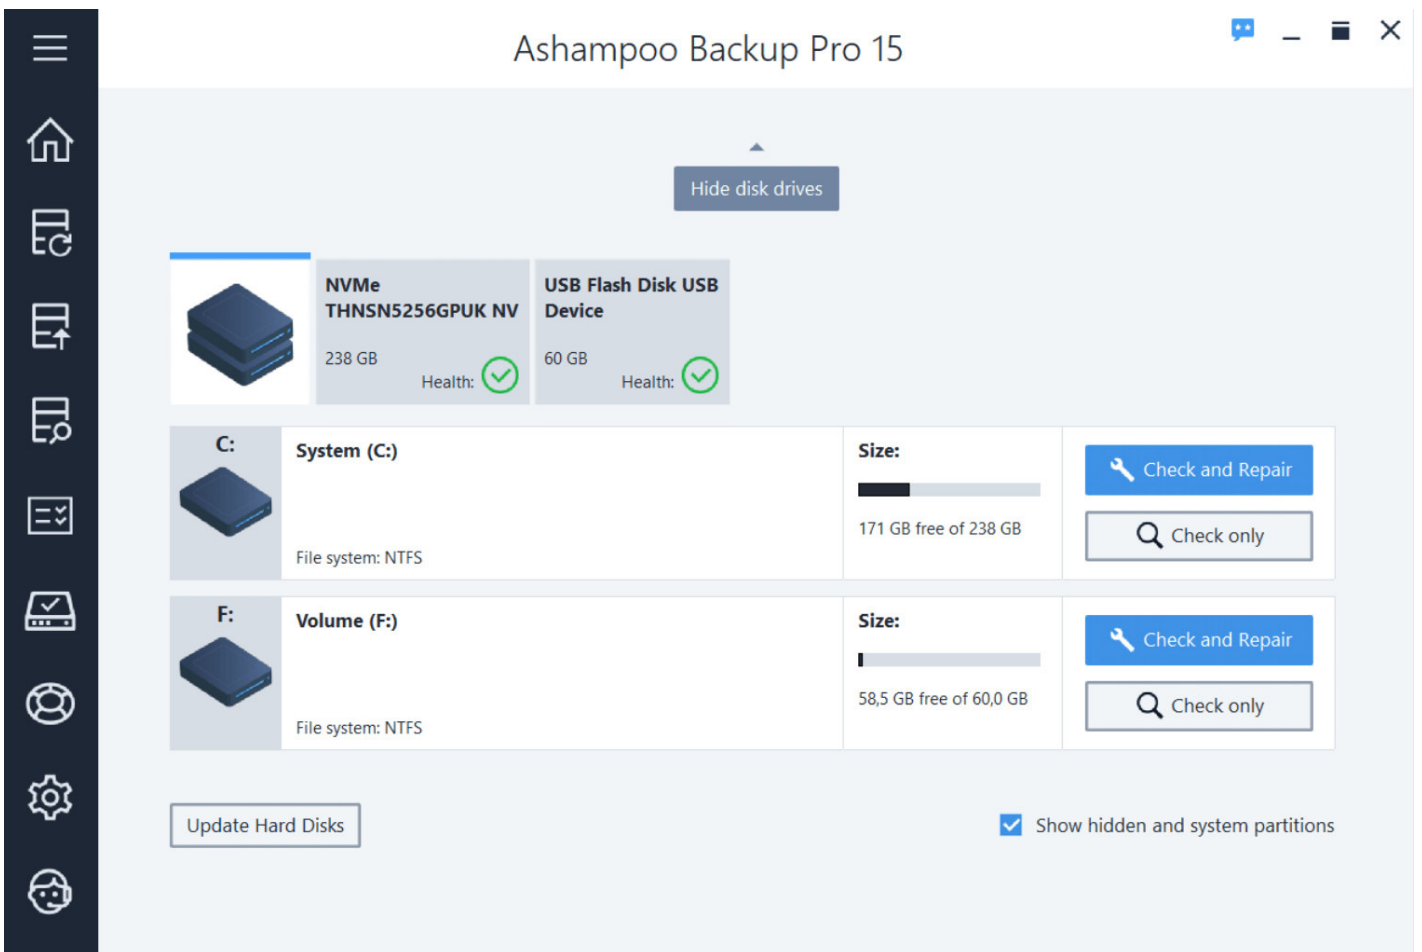 Ashampoo Backup Pro 15
Hide disk drives
NVMe
THNSN5256GPUK NV
238 GB
Health:
USB Flash Disk USB
Device
60 GB
Health:
C:
System (C:)
File system: NTFS
Size:
171 GB free of 238 GB
Check and Repair
Check only
F:
Volume (F:)
File system: NTFS
Size:
58,5 GB free of 60,0 GB
Check and Repair
Check only
Update Hard Disks
Show hidden and system partitions